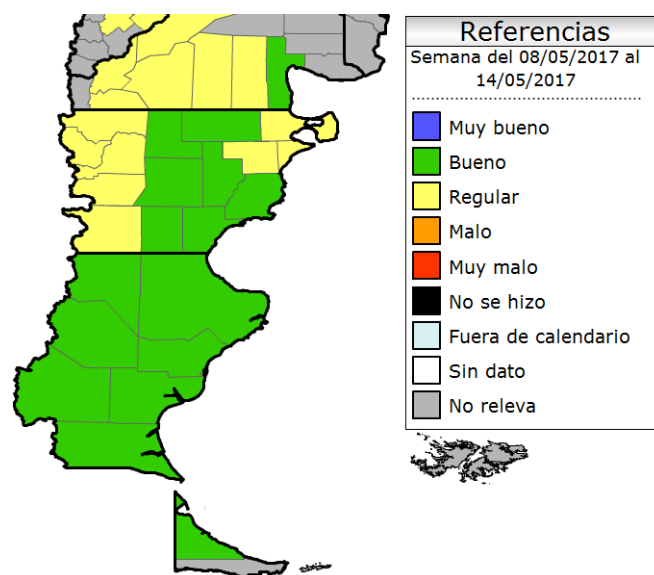 Referencias
Semana del 08/05/2017 al
14/05/2017
Muy bueno
Bueno
Regular
Malo
Muy malo
No se hizo
Fuera de calendario
Sin dato
No releva